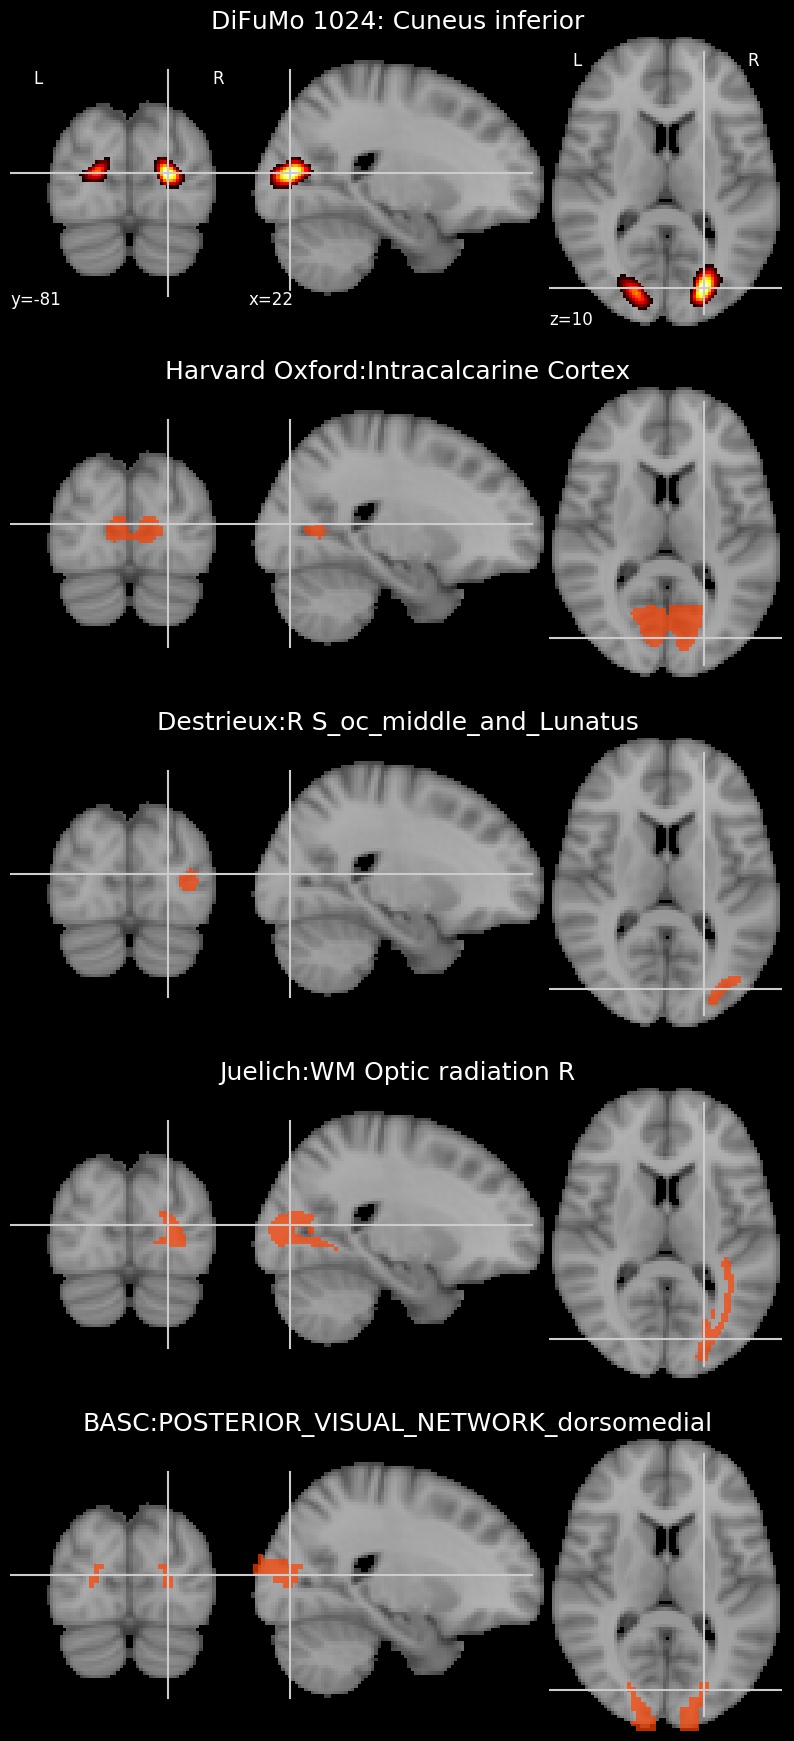 DiFuMo 1024: Cuneus inferior
L R L R
y=-81 x=22 z=10
Harvard Oxford:Intracalcarine Cortex
Destrieux:R S_oc_middle_and_Lunatus
Juelich:WM Optic radiation R
BASC:POSTERIOR_VISUAL_NETWORK_dorsomedial